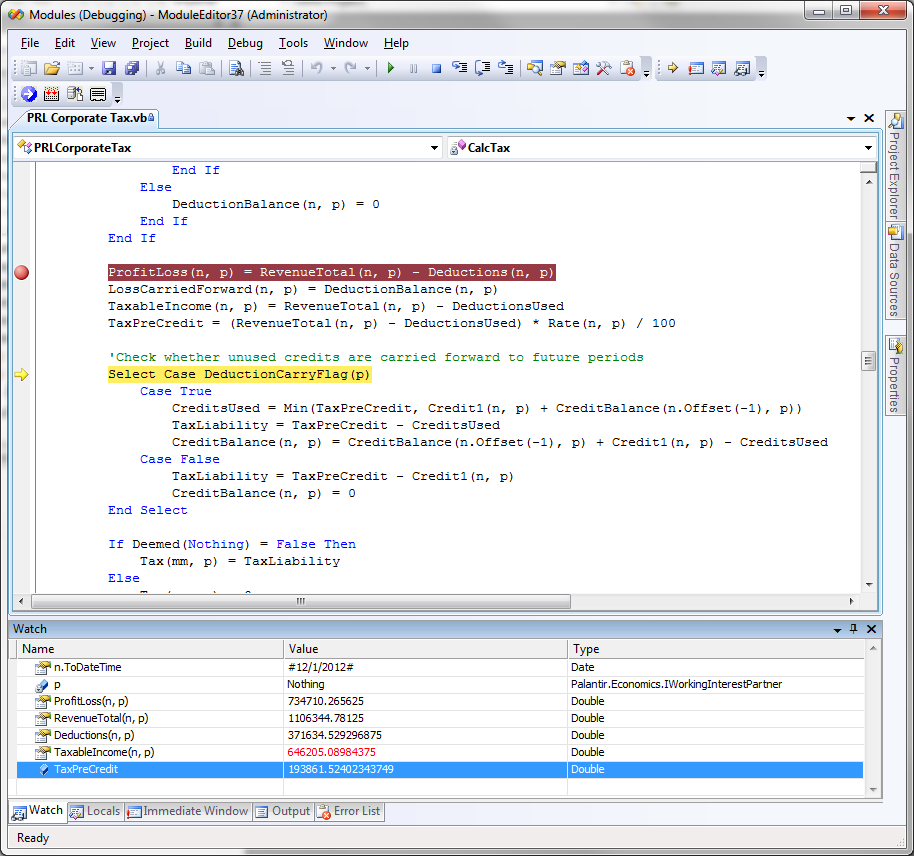 Modules (Debugging) - ModuleEditor37 (Administrator)
File Edit View Project Build Debug Tools Window Help
PRL Corporate Tax.vb
PRLCorporateTax CalcTax
End If
Else
DeductionBalance(n, p) = 0
End If
End If
ProfitLoss(n, p) = RevenueTotal(n, p) - Deductions(n, p)
LossCarriedForward(n, p) = DeductionBalance(n, p)
TaxableIncome(n, p) = RevenueTotal(n, p) - DeductionsUsed
TaxPreCredit = (RevenueTotal(n, p) - DeductionsUsed) * Rate(n, p) / 100
'Check whether unused credits are carried forward to future periods
Select Case DeductionCarryFlag(p)
Case True
CreditsUsed = Min(TaxPreCredit, Credit1(n, p) + CreditBalance(n.Offset(-1), p))
TaxLiability = TaxPreCredit - CreditsUsed
CreditBalance(n, p) = CreditBalance(n.Offset(-1), p) + Credit1(n, p) - CreditsUsed
Case False
TaxLiability = TaxPreCredit - Credit1(n, p)
CreditBalance(n, p) = 0
End Select
If Deemed(Nothing) = False Then
Tax(mm, p) = TaxLiability
Else
Project Explorer
Data Sources
Properties
Watch
Name Value Type
n.ToDateTime #12/1/2012# Date
p Nothing Palantir.Economics.IWorkingInterestPartner
ProfitLoss(n, p) 734710.265625 Double
RevenueTotal(n, p) 1106344.78125 Double
Deductions(n, p) 371634.529296875 Double
TaxableIncome(n, p) 646205.08984375 Double
TaxPreCredit 193861.52402343749 Double
Watch Locals Immediate Window Output Error List
Ready